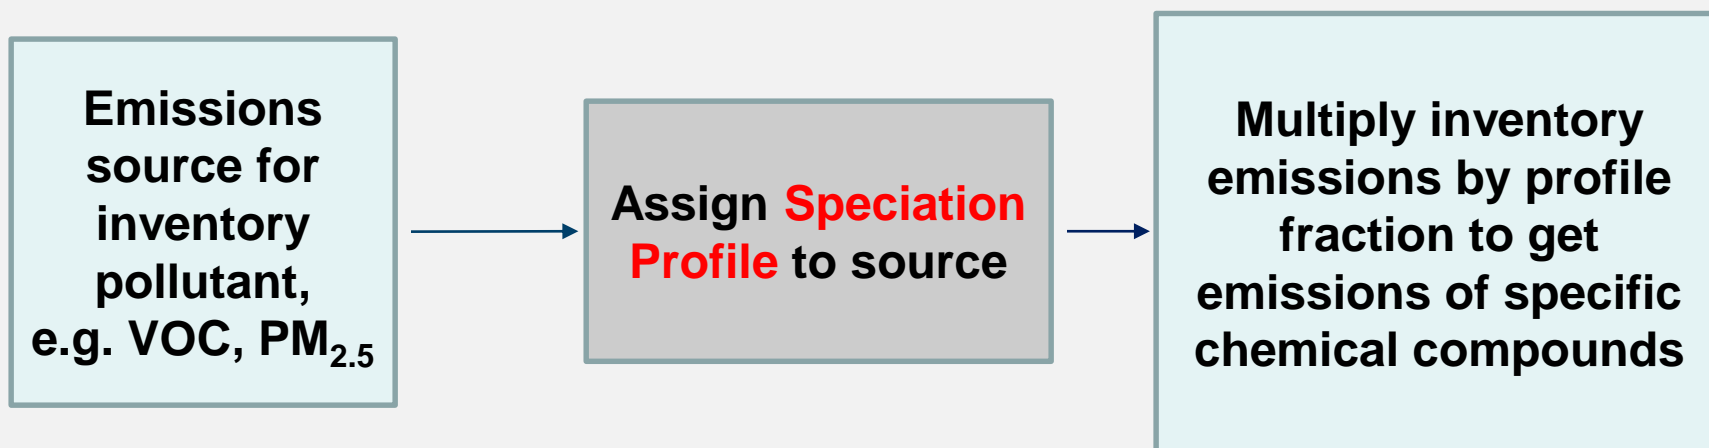 Emissions
source for
inventory
pollutant,
e.g. VOC, PM2.5
Assign Speciation
Profile to source
Multiply inventory
emissions by profile
fraction to get
emissions of specific
chemical compounds